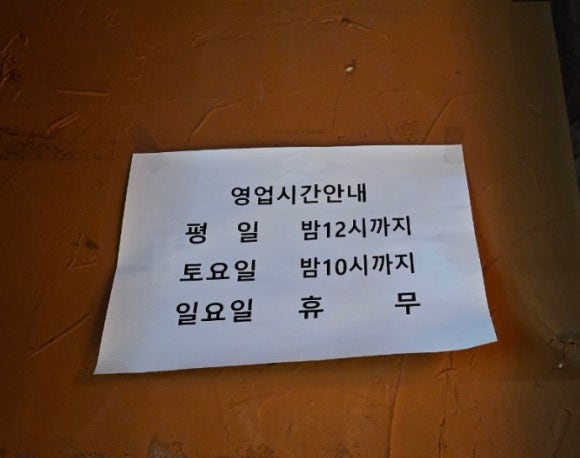 영업시간안내
평 일 밤12시까지
토요일 밤10시까지
일요일 휴 무